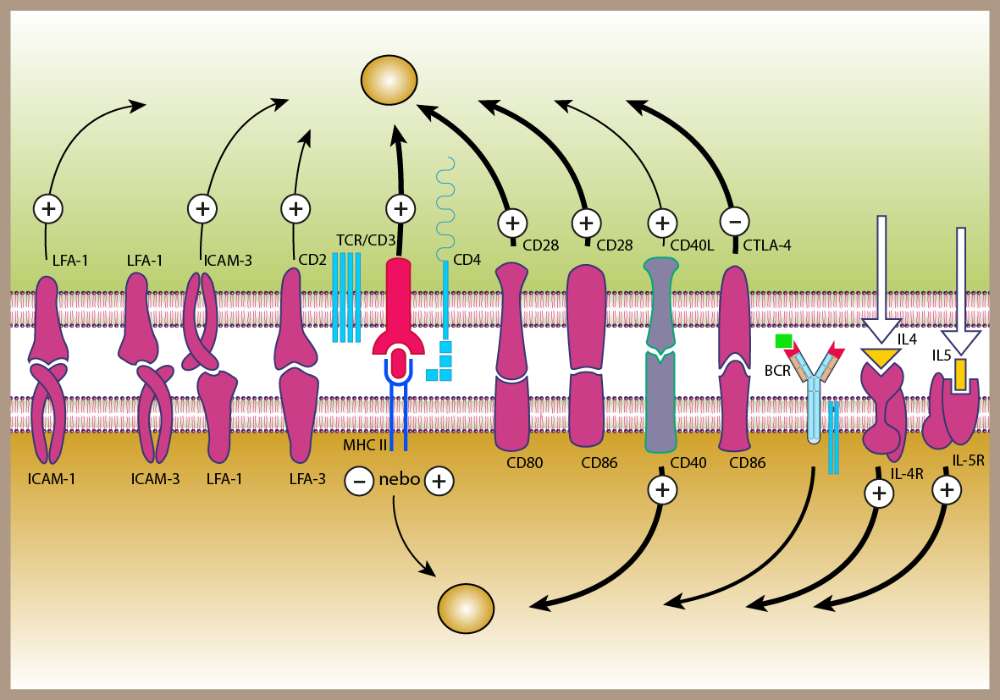 +
+
+
+
+
+
+
−
LFA-1
LFA-1
ICAM-3
CD2
TCR/CD3
CD4
CD28
CD28
CD40L
CTLA-4
IL4
IL5
BCR
MHC II
ICAM-1
ICAM-3
LFA-1
LFA-3
CD80
CD86
CD40
CD86
IL-4R
IL-5R
− nebo +
+
+
+